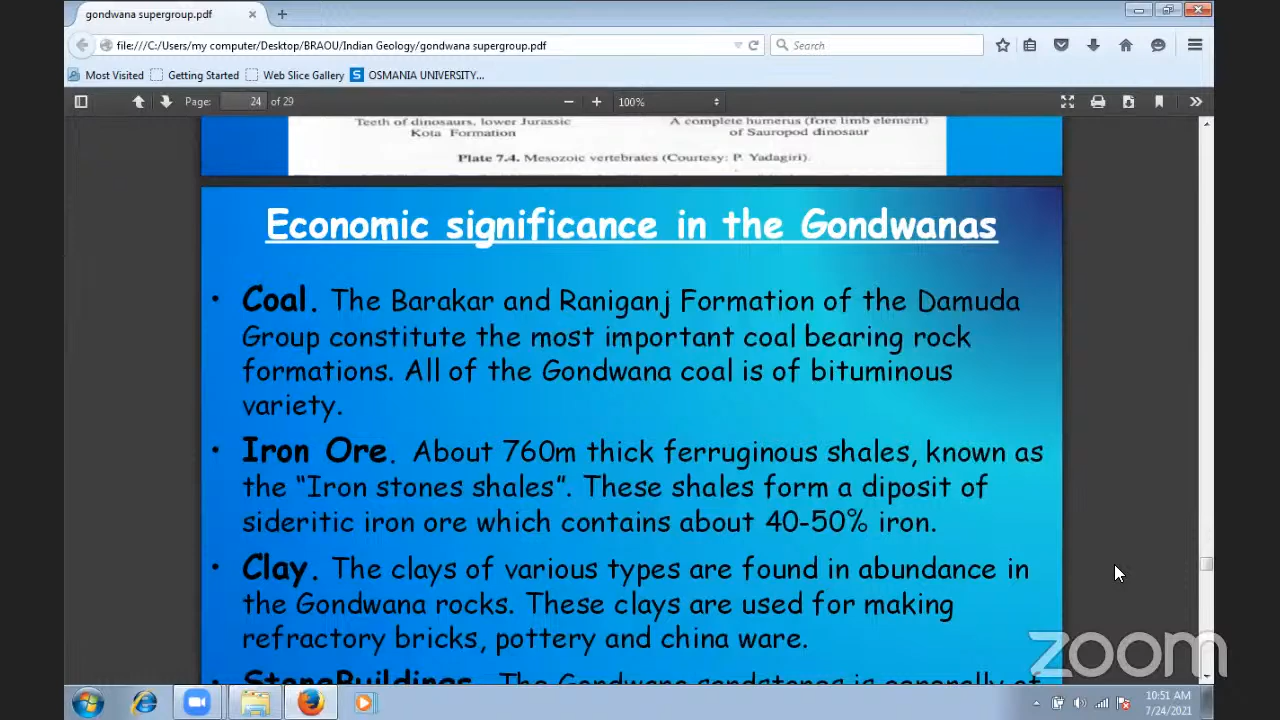 gondwana supergroup.pdf
file:///C:/Users/my computer/Desktop/BRAOU/Indian Geology/gondwana supergroup.pdf
Search
Most Visited Getting Started Web Slice Gallery OSMANIA UNIVERSITY...
Page: 24 of 29 100%
Teeth of dinosaurs, lower Jurassic
Kota Formation
A complete humerus (fore limb element)
of Sauropod dinosaur
Plate 7.4. Mesozoic vertebrates (Courtesy: P. Yadagiri).
Economic significance in the Gondwanas
• Coal. The Barakar and Raniganj Formation of the Damuda
Group constitute the most important coal bearing rock
formations. All of the Gondwana coal is of bituminous
variety.
• Iron Ore. About 760m thick ferruginous shales, known as
the “Iron stones shales”. These shales form a diposit of
sideritic iron ore which contains about 40-50% iron.
• Clay. The clays of various types are found in abundance in
the Gondwana rocks. These clays are used for making
refractory bricks, pottery and china ware.
• StoneBuildings. The Gondwana sandstones is generally of
zoom
10:51 AM
7/24/2021